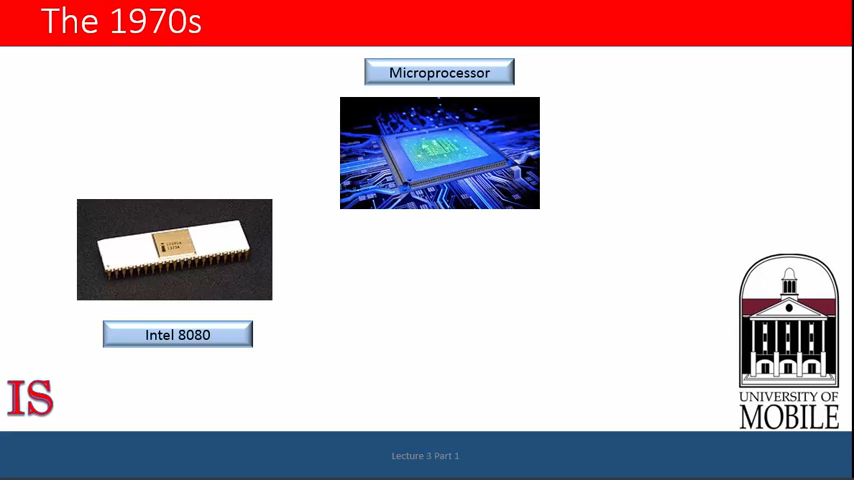 The 1970s
Microprocessor
Intel 8080
IS
UNIVERSITY OF
MOBILE
Lecture 3 Part 1